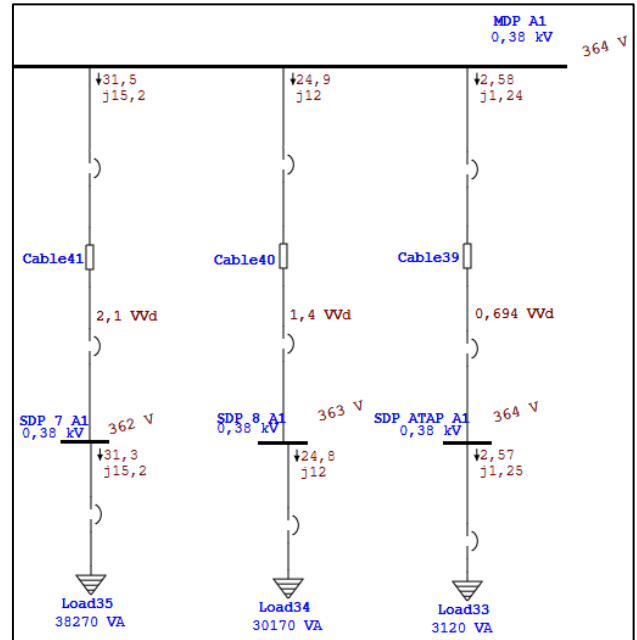 MDP A1
0,38 kV
364 V
31,5
j15,2
24,9
j12
2,58
j1,24
Cable41
Cable40
Cable39
2,1 VVd
1,4 VVd
0,694 VVd
SDP 7 A1
0,38 kV
362 V
SDP 8 A1
0,38 kV
363 V
SDP ATAP A1
0,38 kV
364 V
31,3
j15,2
24,8
j12
2,57
j1,25
Load35
38270 VA
Load34
30170 VA
Load33
3120 VA